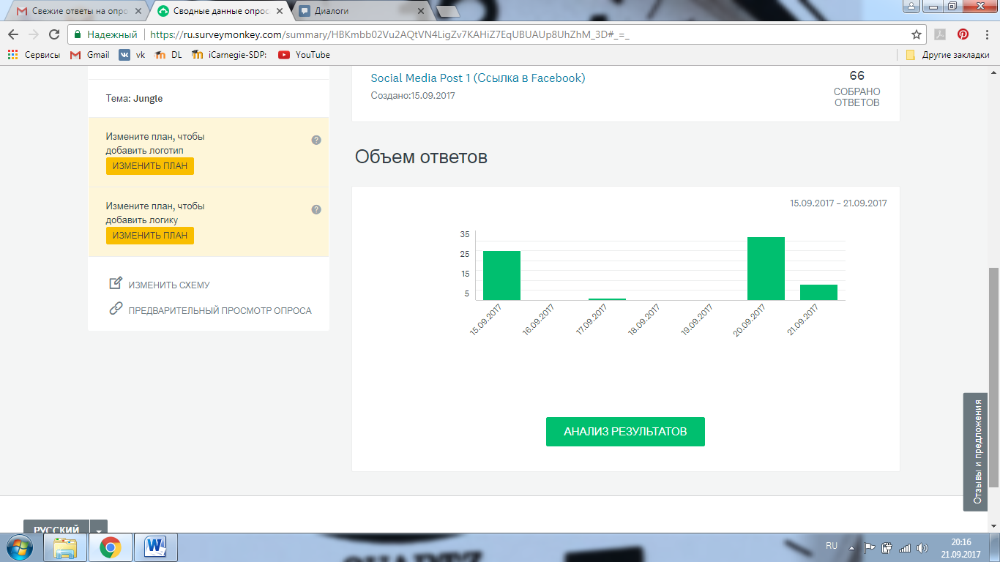 Свежие ответы на опро
Сводные данные опрос
Диалоги
Надежный
https://ru.surveymonkey.com/summary/HBKmbb02Vu2AQtVN4LigZv7KAHiZ7EqUBUAUp8UhZhM_3D#_=_
Сервисы
Gmail
vk
DL
iCarnegie-SDP:
YouTube
Другие закладки
Тема: Jungle
Измените план, чтобы
добавить логотип
?
ИЗМЕНИТЬ ПЛАН
Измените план, чтобы
добавить логику
?
ИЗМЕНИТЬ ПЛАН
ИЗМЕНИТЬ СХЕМУ
ПРЕДВАРИТЕЛЬНЫЙ ПРОСМОТР ОПРОСА
Social Media Post 1 (Ссылка в Facebook)
Создано:15.09.2017
66
СОБРАНО
ОТВЕТОВ
Объем ответов
15.09.2017 – 21.09.2017
35
25
15
5
15.09.2017
16.09.2017
17.09.2017
18.09.2017
19.09.2017
20.09.2017
21.09.2017
АНАЛИЗ РЕЗУЛЬТАТОВ
Отзывы и предложения
РУССКИЙ
RU
20:16
21.09.2017